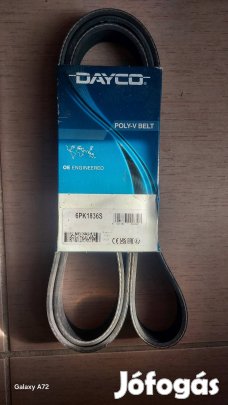 DAYCO
POLY-V BELT
OE ENGINEERED
6PK1836S
Galaxy A72
Jófogás